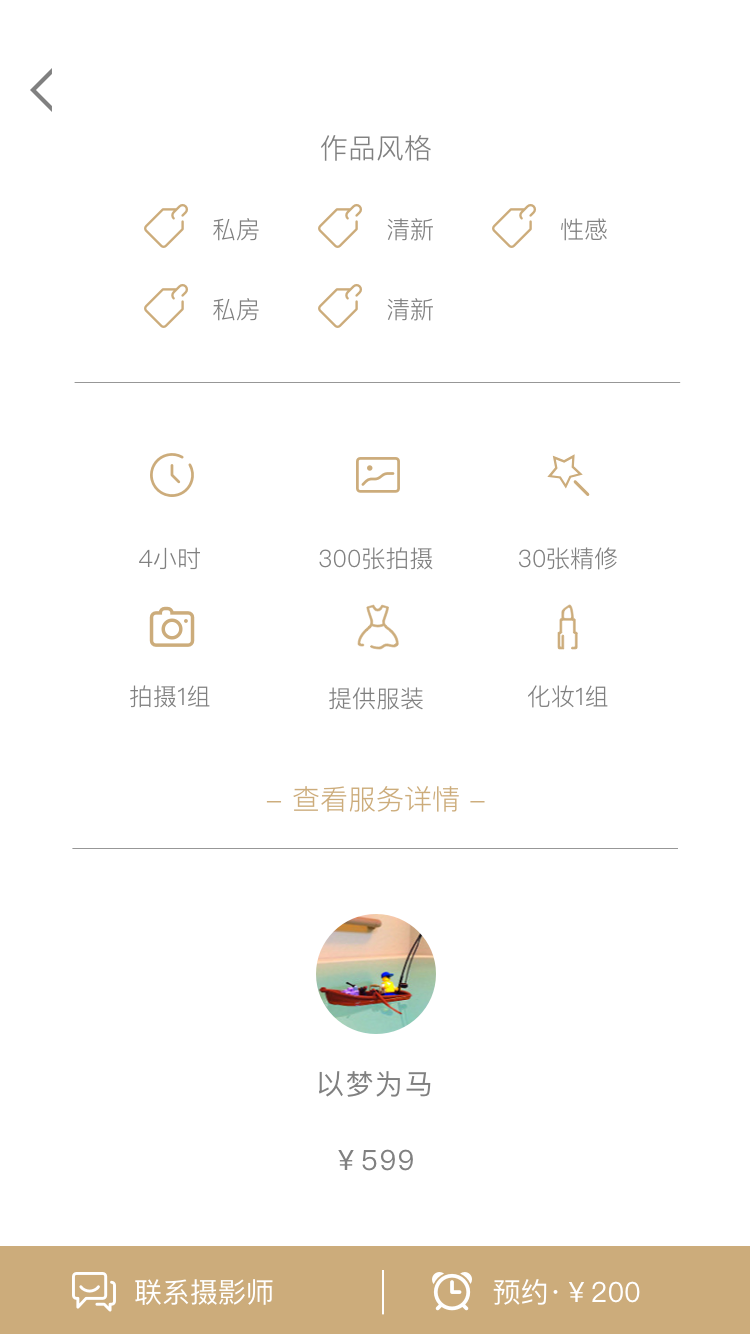 作品风格
私房 清新 性感
私房 清新
4小时 300张拍摄 30张精修
拍摄1组 提供服装 化妆1组
– 查看服务详情 –
以梦为马
¥ 599
联系摄影师 预约· ¥ 200